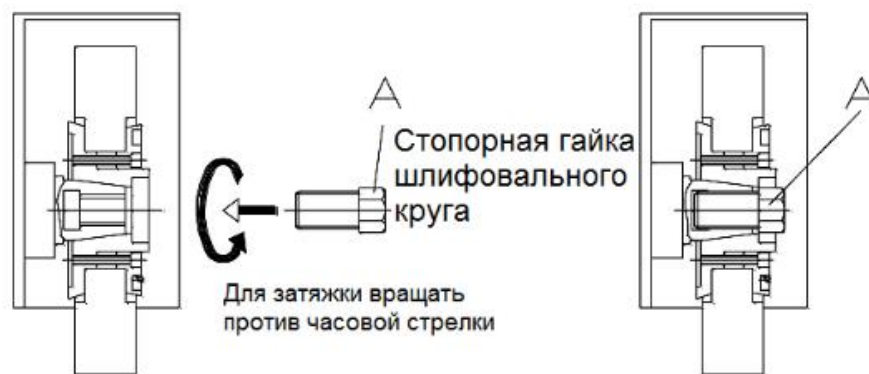 A
A
Стопорная гайка
шлифовального
круга
Для затяжки вращать
против часовой стрелки